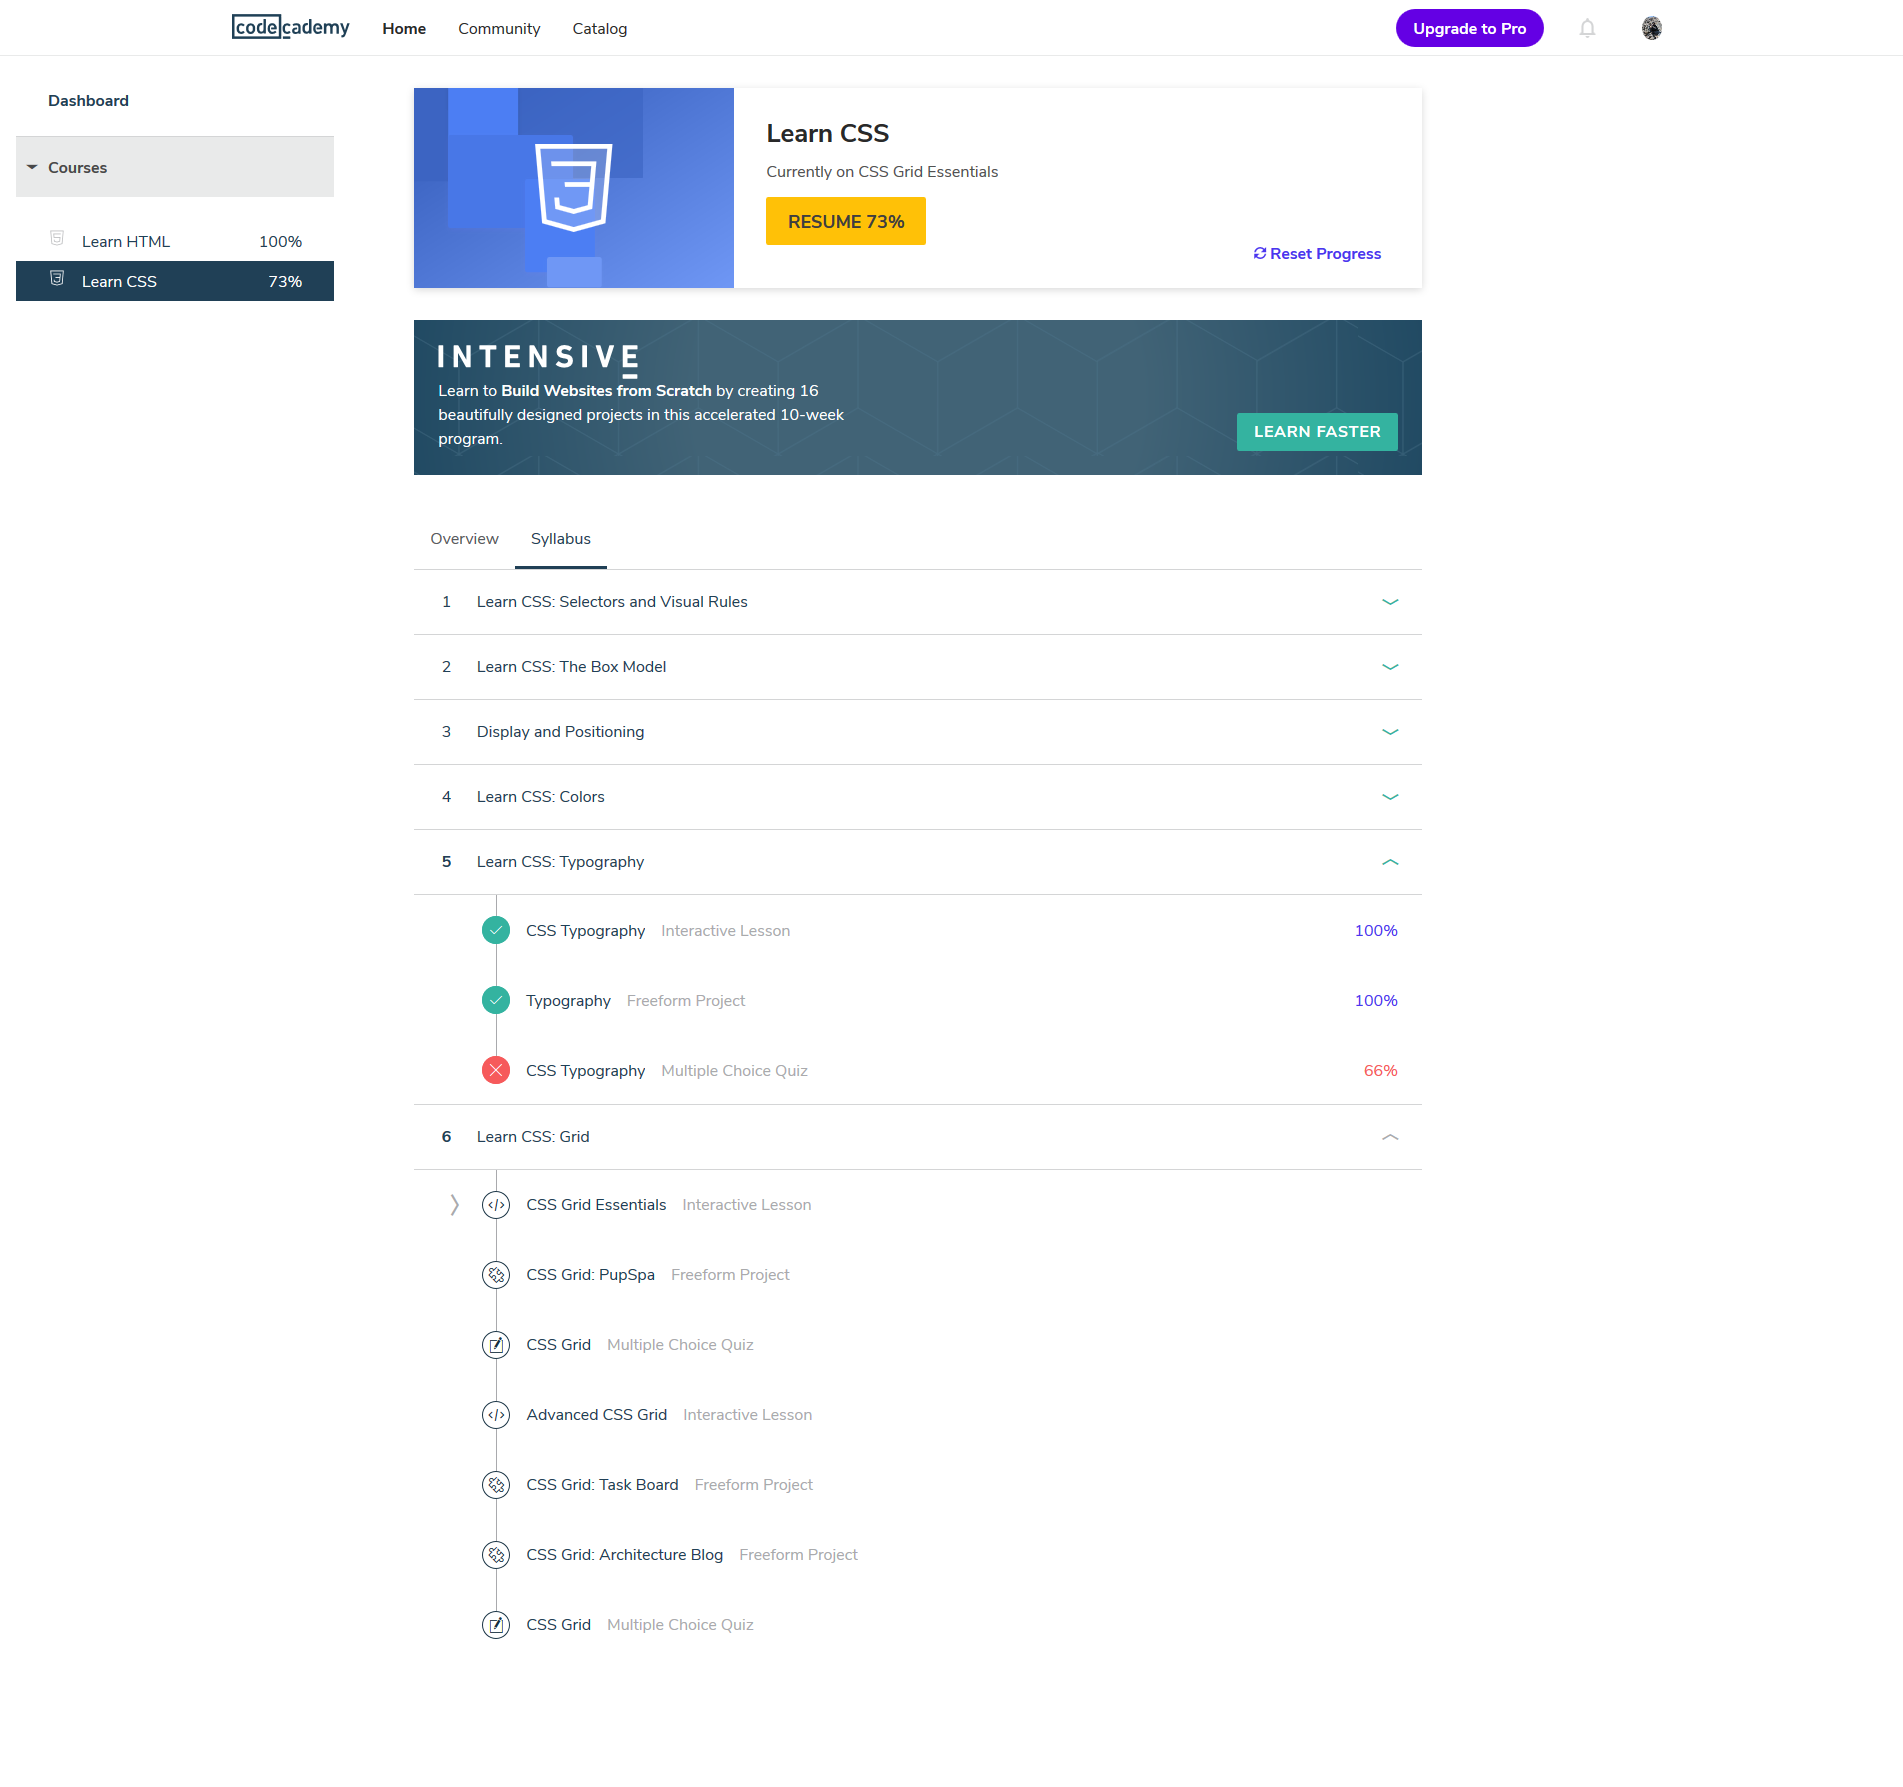 codecademy Home Community Catalog Upgrade to Pro
Dashboard
Courses
Learn HTML 100%
Learn CSS 73%
Learn CSS
Currently on CSS Grid Essentials
RESUME 73%
Reset Progress
INTENSIVE
Learn to Build Websites from Scratch by creating 16
beautifully designed projects in this accelerated 10-week
program.
LEARN FASTER
Overview Syllabus
1 Learn CSS: Selectors and Visual Rules
2 Learn CSS: The Box Model
3 Display and Positioning
4 Learn CSS: Colors
5 Learn CSS: Typography
CSS Typography Interactive Lesson 100%
Typography Freeform Project 100%
CSS Typography Multiple Choice Quiz 66%
6 Learn CSS: Grid
CSS Grid Essentials Interactive Lesson
CSS Grid: PupSpa Freeform Project
CSS Grid Multiple Choice Quiz
Advanced CSS Grid Interactive Lesson
CSS Grid: Task Board Freeform Project
CSS Grid: Architecture Blog Freeform Project
CSS Grid Multiple Choice Quiz